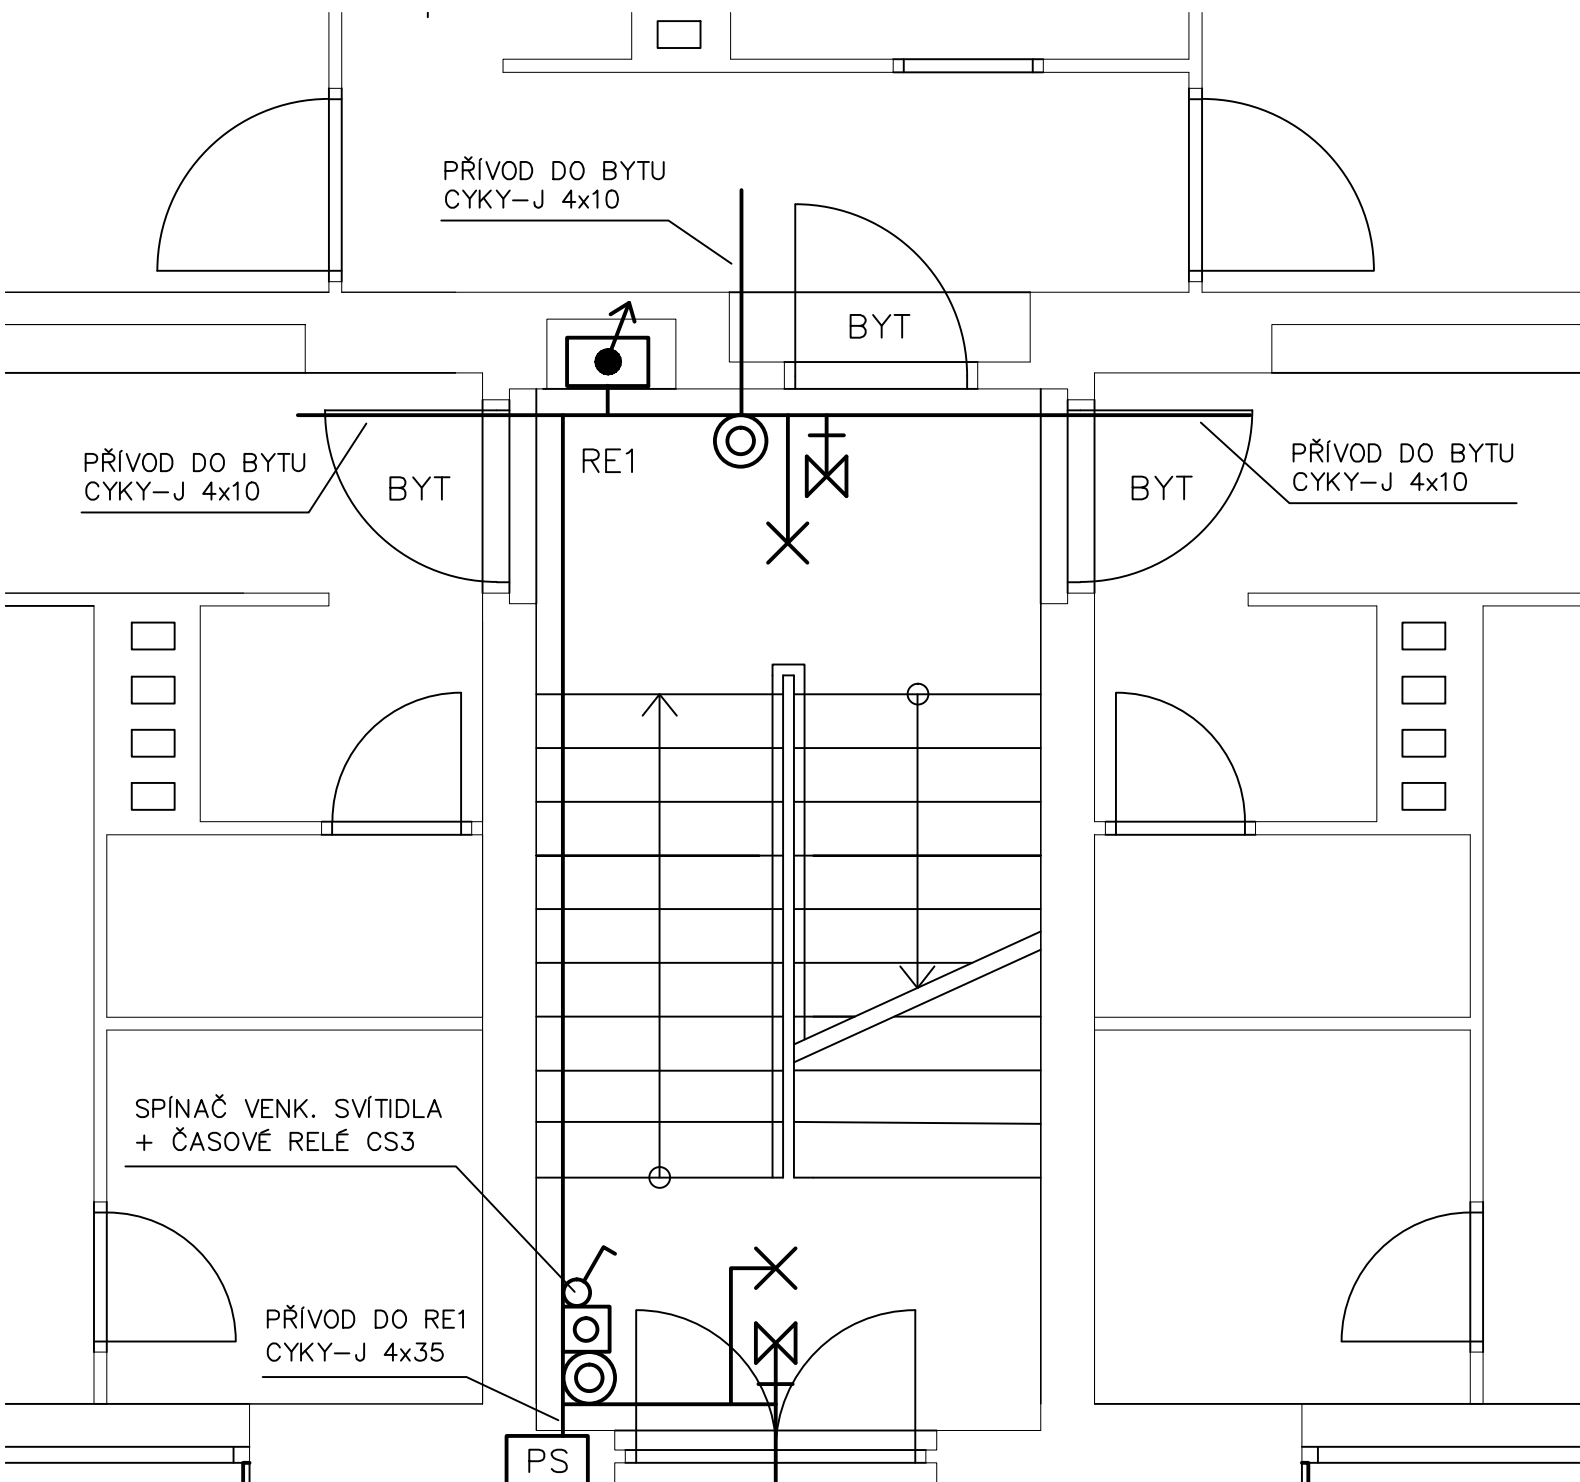 PŘÍVOD DO BYTU
CYKY-J 4x10
BYT
RE1
PŘÍVOD DO BYTU
CYKY-J 4x10
BYT
BYT
PŘÍVOD DO BYTU
CYKY-J 4x10
SPÍNAČ VENK. SVÍTIDLA
+ ČASOVÉ RELÉ CS3
PŘÍVOD DO RE1
CYKY-J 4x35
PS